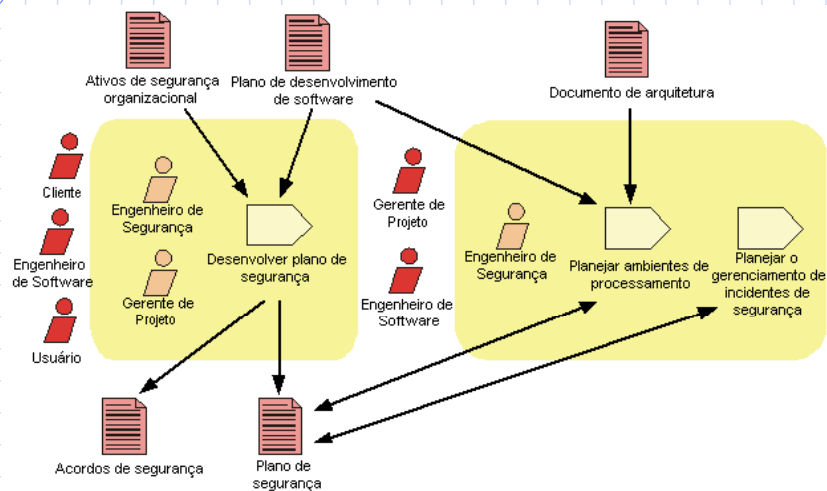 Ativos de segurança
organizacional
Plano de desenvolvimento
de software
Documento de arquitetura
Cliente
Engenheiro
de Software
Usuário
Engenheiro de
Segurança
Gerente de
Projeto
Desenvolver plano de
segurança
Gerente de
Projeto
Engenheiro de
Software
Engenheiro de
Segurança
Planejar ambientes de
processamento
Planejar o
gerenciamento de
incidentes de
segurança
Acordos de segurança
Plano de
segurança